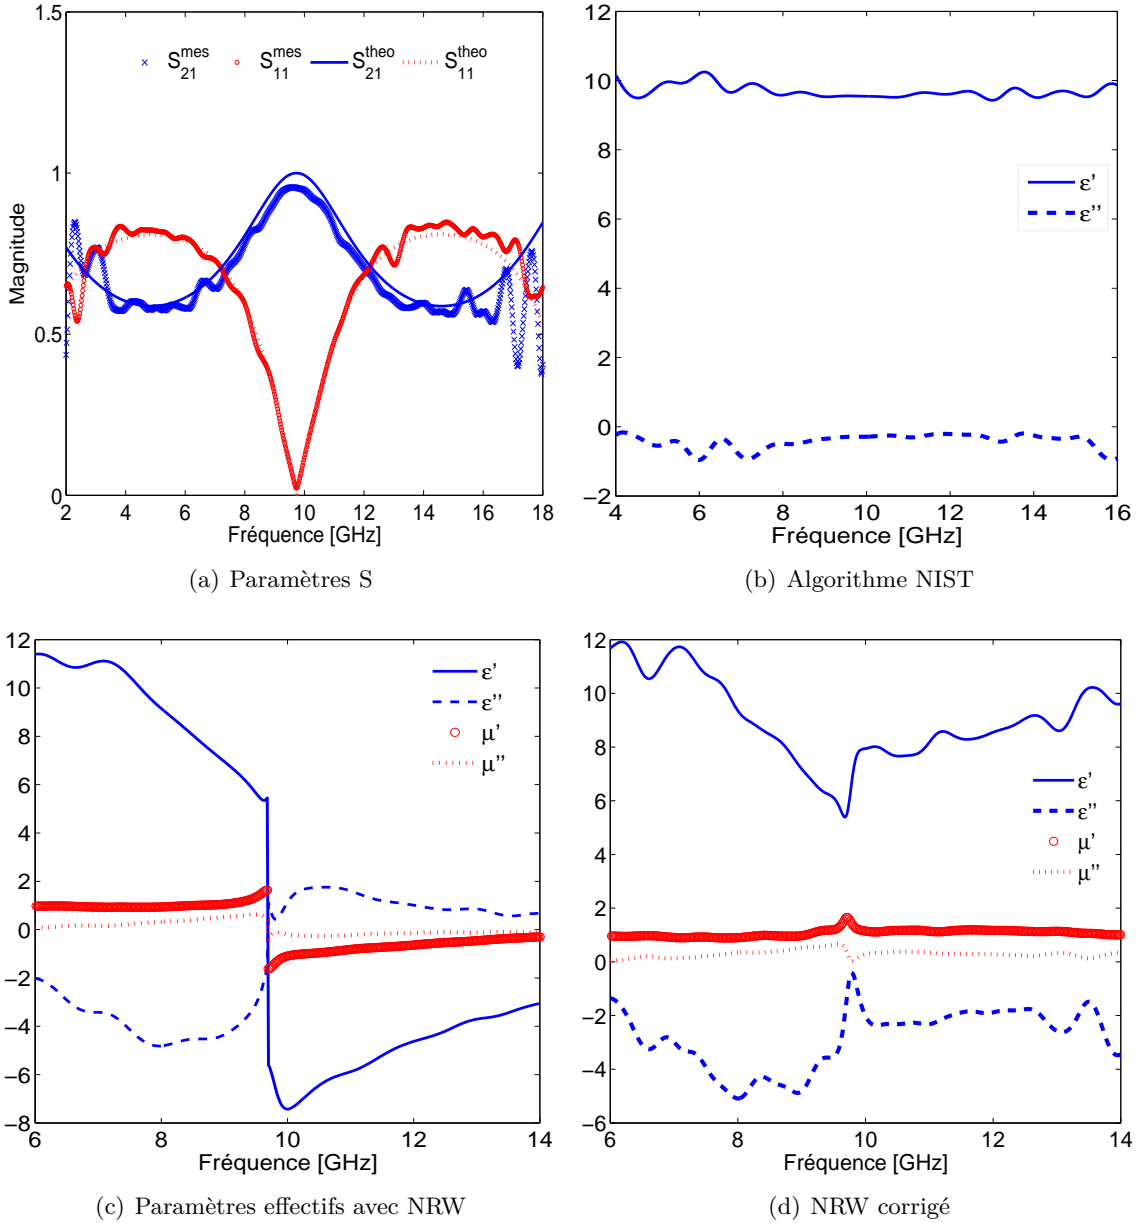 1.5
1
0.5
0
Magnitude
S21mes S11mes S21theo S11theo
2 4 6 8 10 12 14 16 18
Fréquence [GHz]
(a) Paramètres S
12
10
8
6
4
2
0
−2
ε’
ε’’
4 6 8 10 12 14 16
Fréquence [GHz]
(b) Algorithme NIST
12
10
8
6
4
2
0
−2
−4
−6
−8
ε’
ε’’
μ’
μ’’
6 8 10 12 14
Fréquence [GHz]
(c) Paramètres effectifs avec NRW
12
10
8
6
4
2
0
−2
−4
−6
ε’
ε’’
μ’
μ’’
6 8 10 12 14
Fréquence [GHz]
(d) NRW corrigé